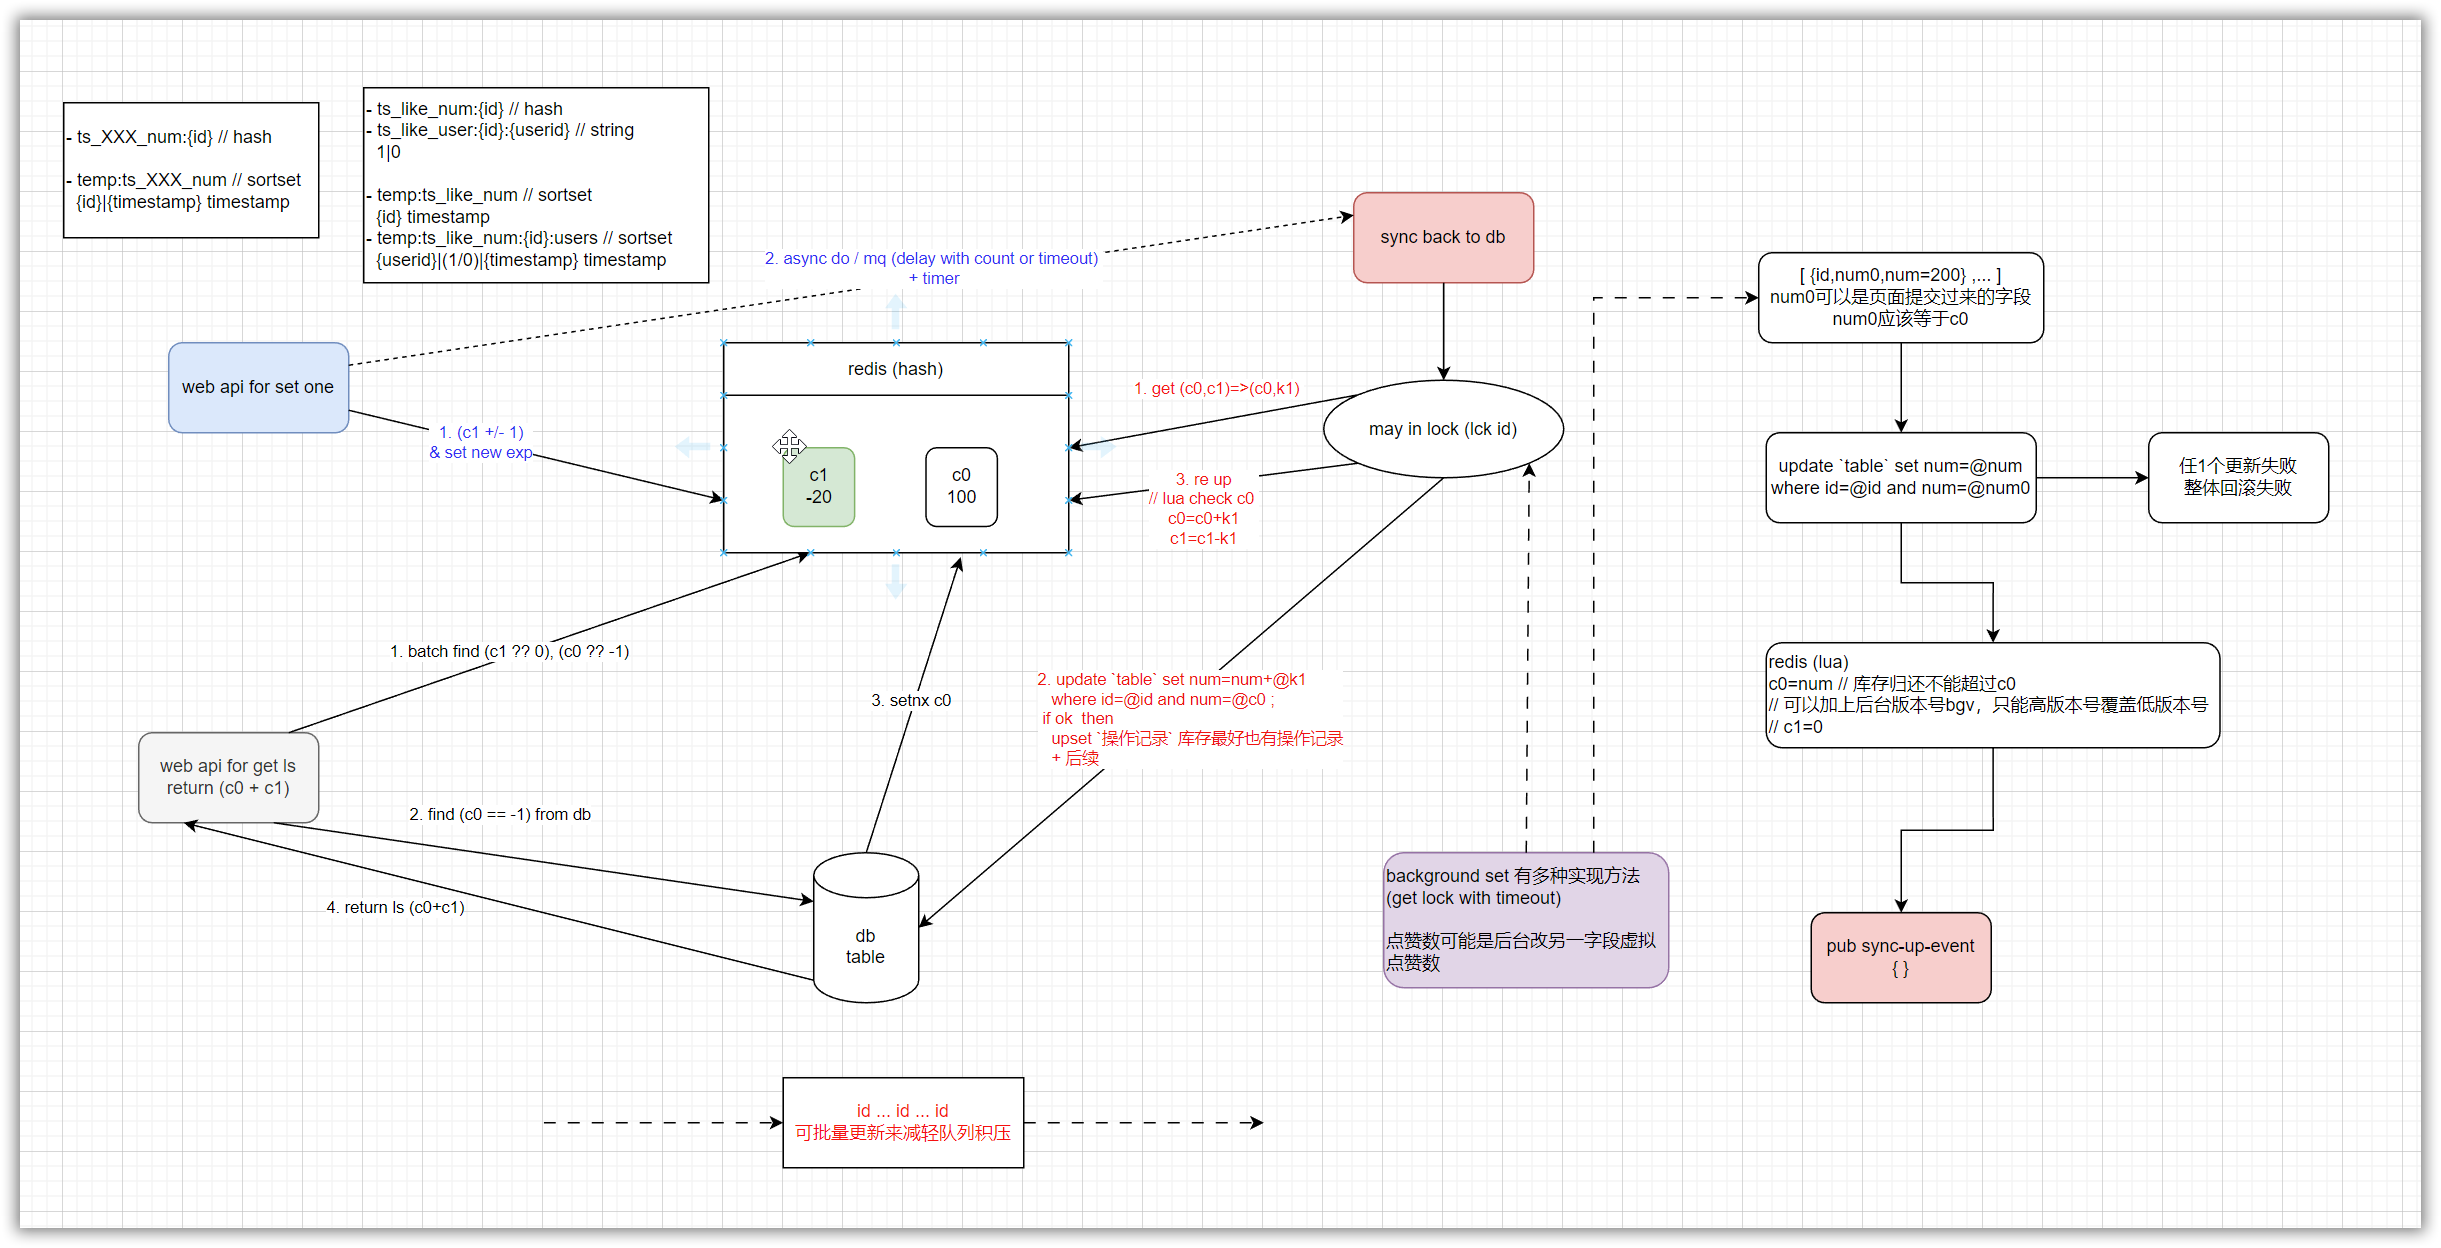 - ts_XXX_num:{id} // hash
- temp:ts_XXX_num // sortset
{id}|{timestamp} timestamp
- ts_like_num:{id} // hash
- ts_like_user:{id}:{userid} // string
1|0
- temp:ts_like_num // sortset
{id} timestamp
- temp:ts_like_num:{id}:users // sortset
{userid}|(1/0)|{timestamp} timestamp
2. async do / mq (delay with count or timeout)
+ timer
sync back to db
web api for set one
1. (c1 +/- 1)
& set new exp
redis (hash)
c1
-20
c0
100
1. get (c0,c1)=>(c0,k1)
may in lock (lck id)
3. re up
// lua check c0
c0=c0+k1
c1=c1-k1
[ {id,num0,num=200} ,... ]
num0可以是页面提交过来的字段
num0应该等于c0
update `table` set num=@num
where id=@id and num=@num0
任1个更新失败
整体回滚失败
1. batch find (c1 ?? 0), (c0 ?? -1)
3. setnx c0
2. update `table` set num=num+@k1
where id=@id and num=@c0 ;
if ok  then
upset `操作记录` 库存最好也有操作记录
+ 后续
redis (lua)
c0=num // 库存归还不能超过c0
// 可以加上后台版本号bgv，只能高版本号覆盖低版本号
// c1=0
web api for get ls
return (c0 + c1)
2. find (c0 == -1) from db
4. return ls (c0+c1)
db
table
background set 有多种实现方法
(get lock with timeout)
点赞数可能是后台改另一字段虚拟
点赞数
pub sync-up-event
{ }
id ... id ... id
可批量更新来减轻队列积压